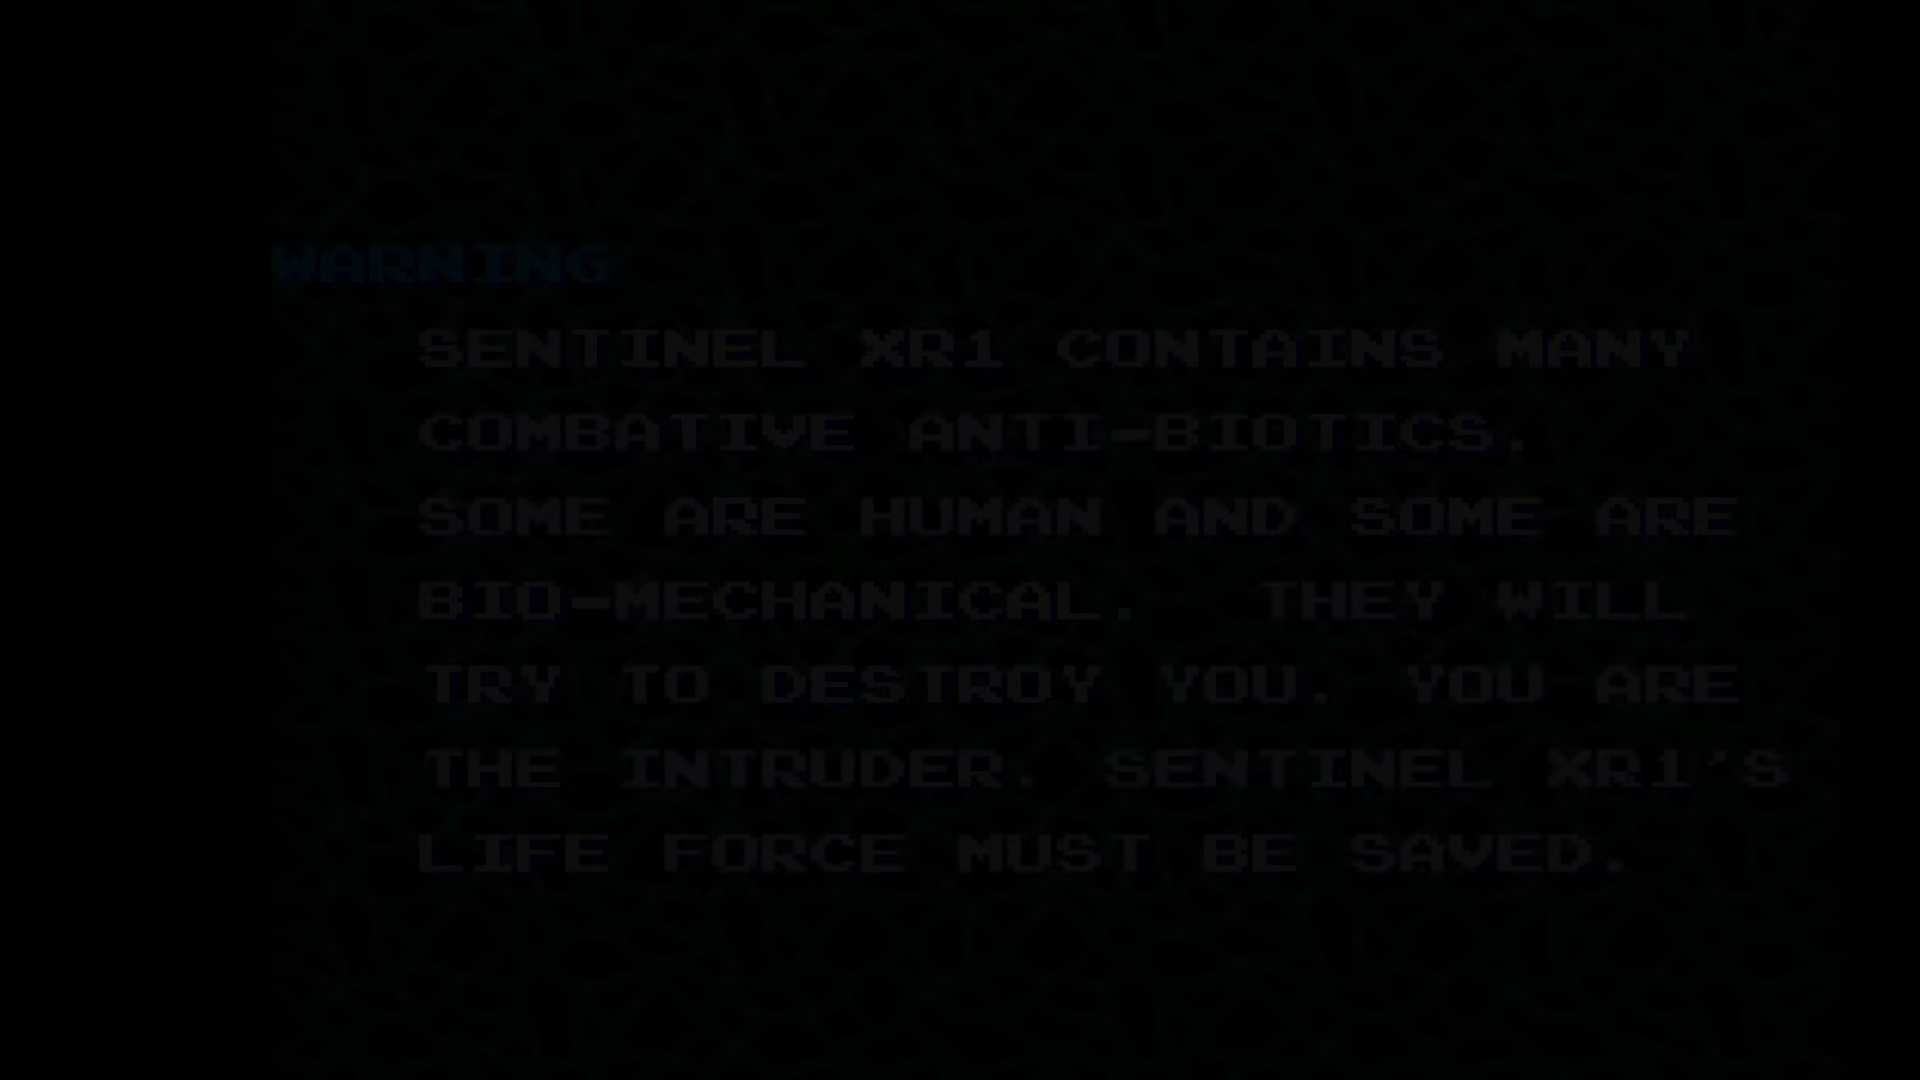 WARNING
SENTINEL XR1 CONTAINS MANY
COMBATIVE ANTI-BIOTICS.
SOME ARE HUMAN AND SOME ARE
BIO-MECHANICAL.  THEY WILL
TRY TO DESTROY YOU. YOU ARE
THE INTRUDER. SENTINEL XR1'S
LIFE FORCE MUST BE SAVED.